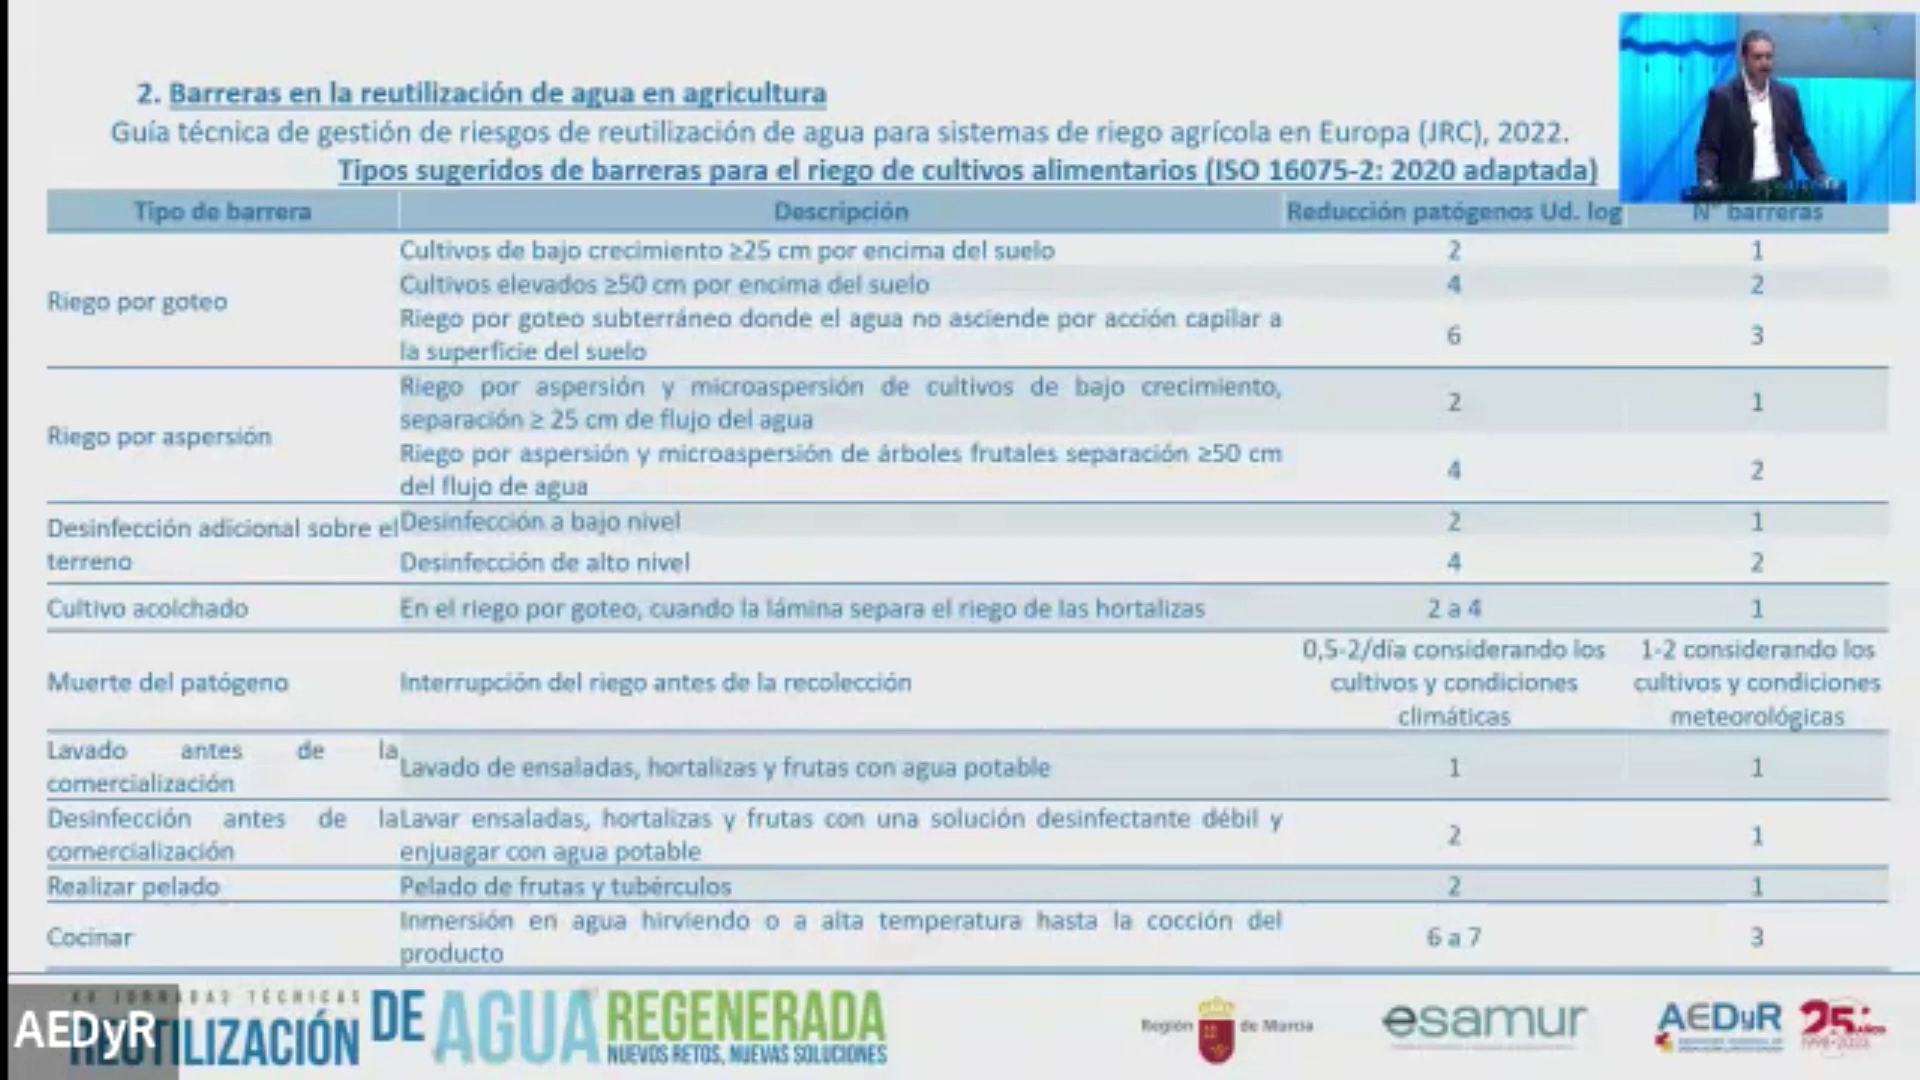 2. Barreras en la reutilización de agua en agricultura
Guía técnica de gestión de riesgos de reutilización de agua para sistemas de riego agrícola en Europa (JRC), 2022.
Tipos sugeridos de barreras para el riego de cultivos alimentarios (ISO 16075-2: 2020 adaptada)
Tipo de barrera Descripción Reducción patógenos Ud. log N° barreras
Riego por goteo
Cultivos de bajo crecimiento ≥25 cm por encima del suelo 2 1
Cultivos elevados ≥50 cm por encima del suelo 4 2
Riego por goteo subterráneo donde el agua no asciende por acción capilar a
la superficie del suelo
6 3
Riego por aspersión
Riego por aspersión y microaspersión de cultivos de bajo crecimiento,
separación ≥ 25 cm de flujo del agua
2 1
Riego por aspersión y microaspersión de árboles frutales separación ≥50 cm
del flujo de agua
4 2
Desinfección adicional sobre el
terreno
Desinfección a bajo nivel 2 1
Desinfección de alto nivel 4 2
Cultivo acolchado En el riego por goteo, cuando la lámina separa el riego de las hortalizas 2 a 4 1
Muerte del patógeno Interrupción del riego antes de la recolección
0,5-2/día considerando los
cultivos y condiciones
climáticas
1-2 considerando los
cultivos y condiciones
meteorológicas
Lavado antes de la
comercialización
Lavado de ensaladas, hortalizas y frutas con agua potable 1 1
Desinfección antes de la
comercialización
Lavar ensaladas, hortalizas y frutas con una solución desinfectante débil y
enjuagar con agua potable
2 1
Realizar pelado Pelado de frutas y tubérculos 2 1
Cocinar
Inmersión en agua hirviendo o a alta temperatura hasta la cocción del
producto
6 a 7 3
JORNADAS TÉCNICAS
REUTILIZACIÓN DE AGUA REGENERADA
NUEVOS RETOS, NUEVAS SOLUCIONES
AEDyR
Región de Murcia
esamur
AEDyR
25 AÑOS